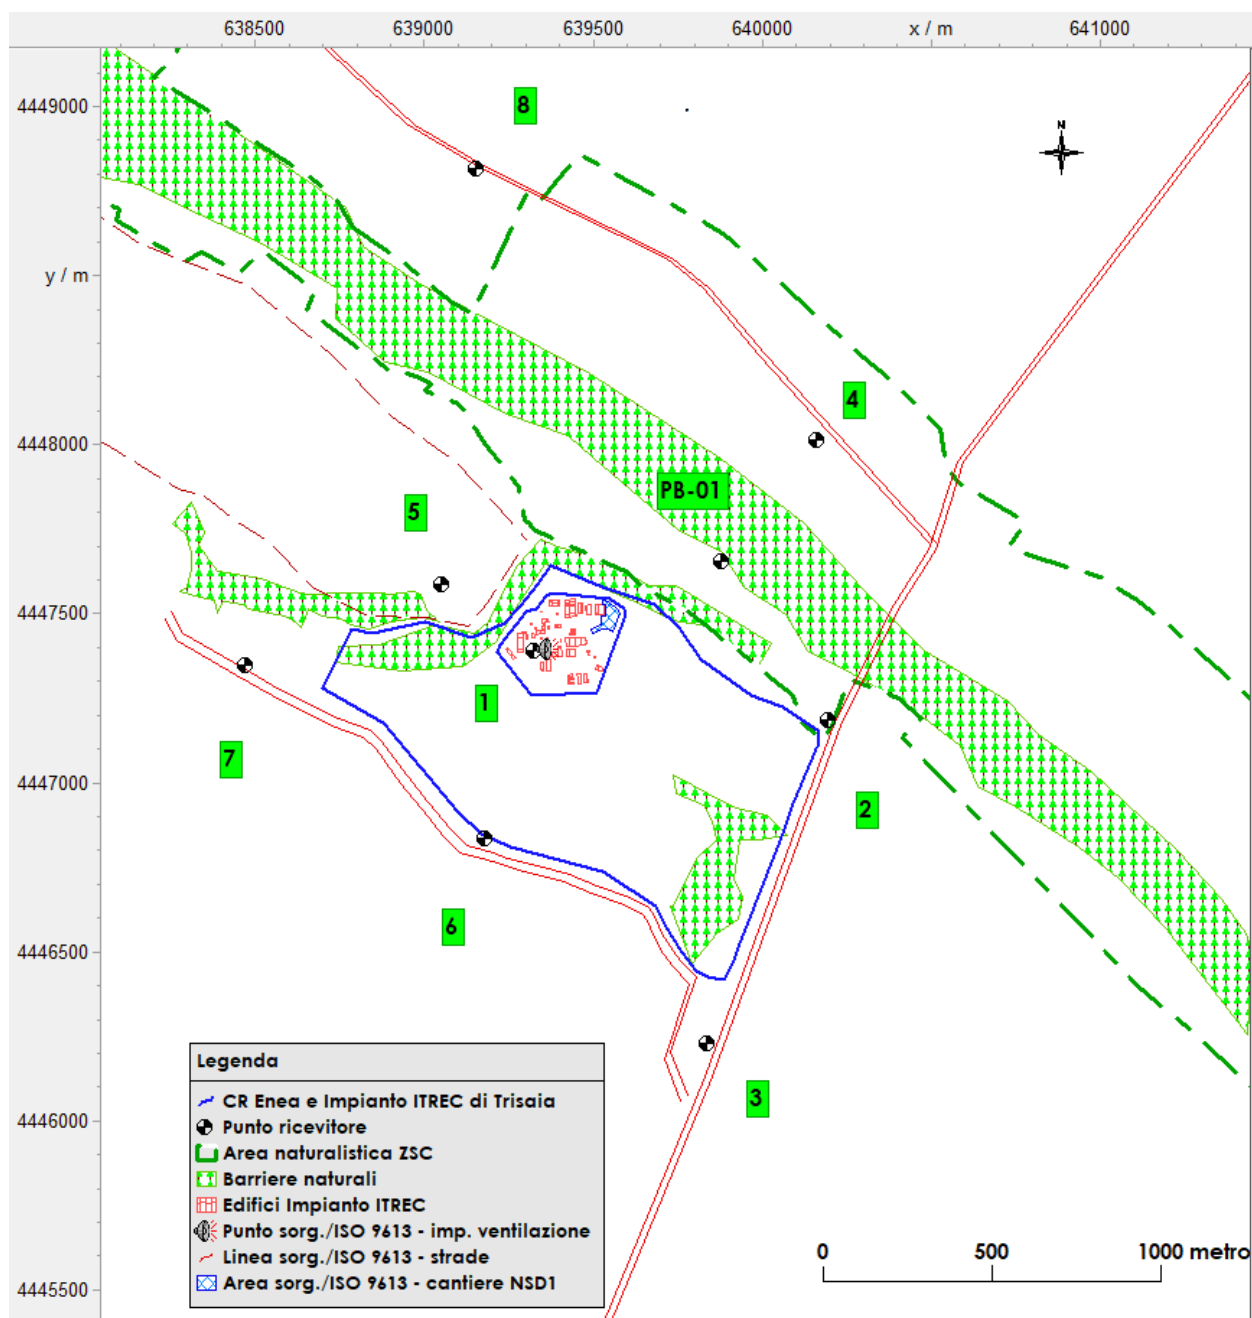 638500 639000 639500 640000 x / m 641000
4449000
8
N
y / m
4
4448000
PB-01
5
4447500
1
7
4447000
2
6
4446500
3
4446000
4445500
Legenda
CR Enea e Impianto ITREC di Trisaia
Punto ricevitore
Area naturalistica ZSC
Barriere naturali
Edifici Impianto ITREC
Punto sorg./ISO 9613 - imp. ventilazione
Linea sorg./ISO 9613 - strade
Area sorg./ISO 9613 - cantiere NSD1
0 500 1000 metro